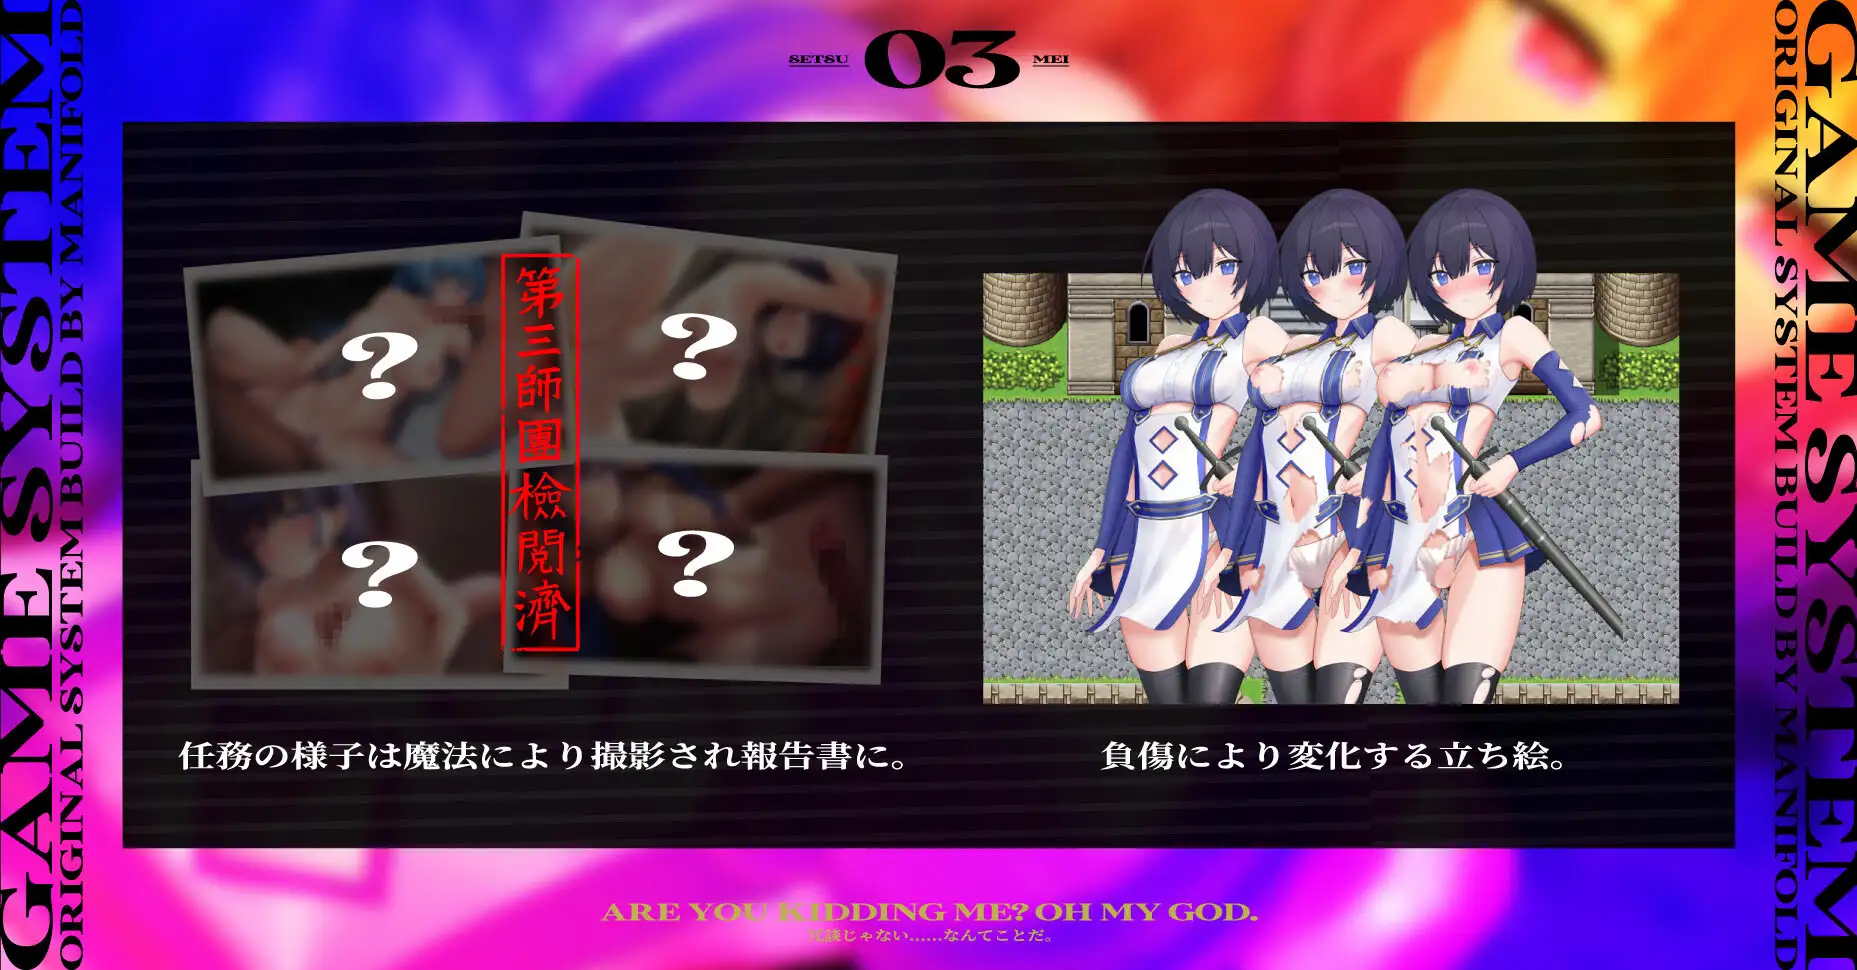 SETSU 03 MEI
GAME SYSTEM
ORIGINAL SYSTEM BUILD BY MANIFOLD
GAME SYSTEM
ORIGINAL SYSTEM BUILD BY MANIFOLD
?
?
?
?
第三師團檢閲濟
任務の様子は魔法により撮影され報告書に。
負傷により変化する立ち絵。
ARE YOU KIDDING ME? OH MY GOD.
冗談じゃない......なんてことだ。